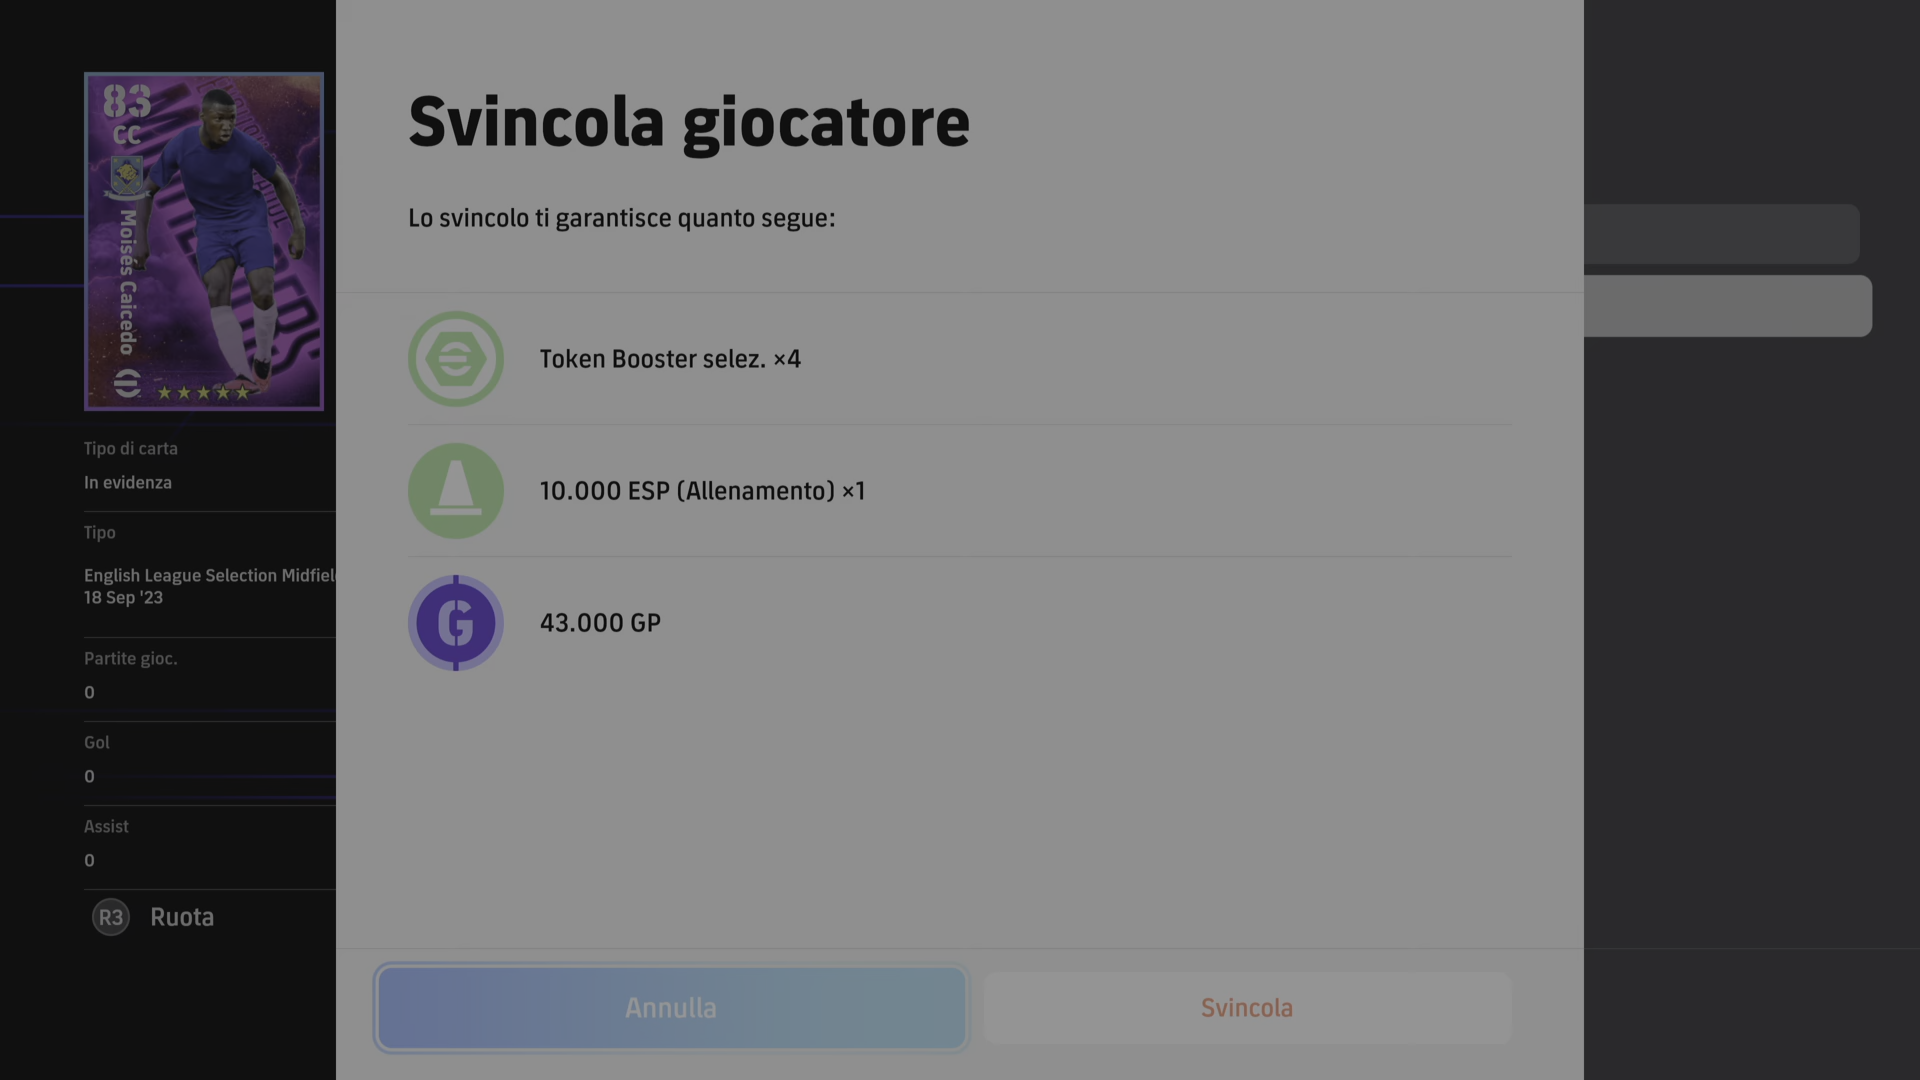 83
CC
Moisés Caicedo
Tipo di carta
In evidenza
Tipo
English League Selection Midfiel
18 Sep '23
Partite gioc.
0
Gol
0
Assist
0
R3 Ruota
Svincola giocatore
Lo svincolo ti garantisce quanto segue:
Token Booster selez. ×4
10.000 ESP (Allenamento) ×1
G 43.000 GP
Annulla
Svincola